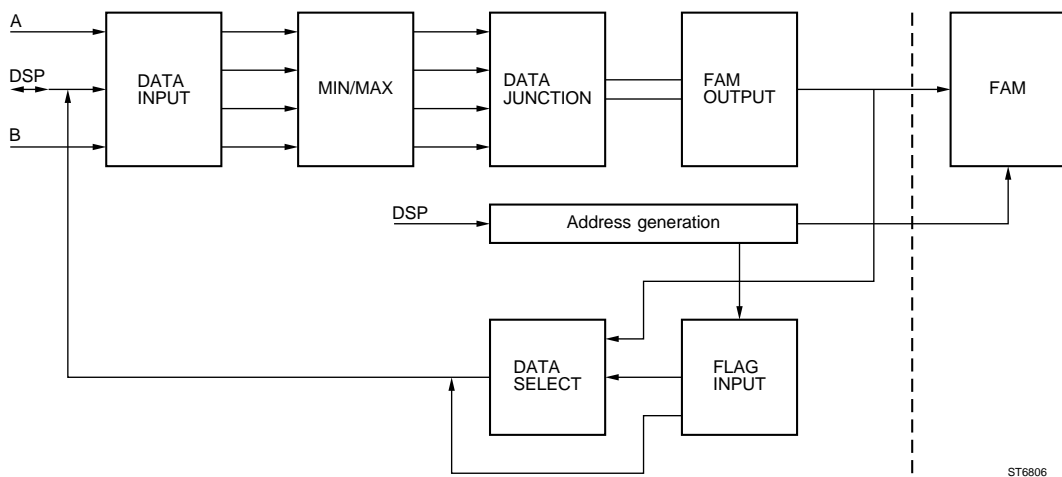 A
DSP
B
DATA
INPUT
MIN/MAX
DATA
JUNCTION
FAM
OUTPUT
FAM
DSP
Address generation
DATA
SELECT
FLAG
INPUT
ST6806